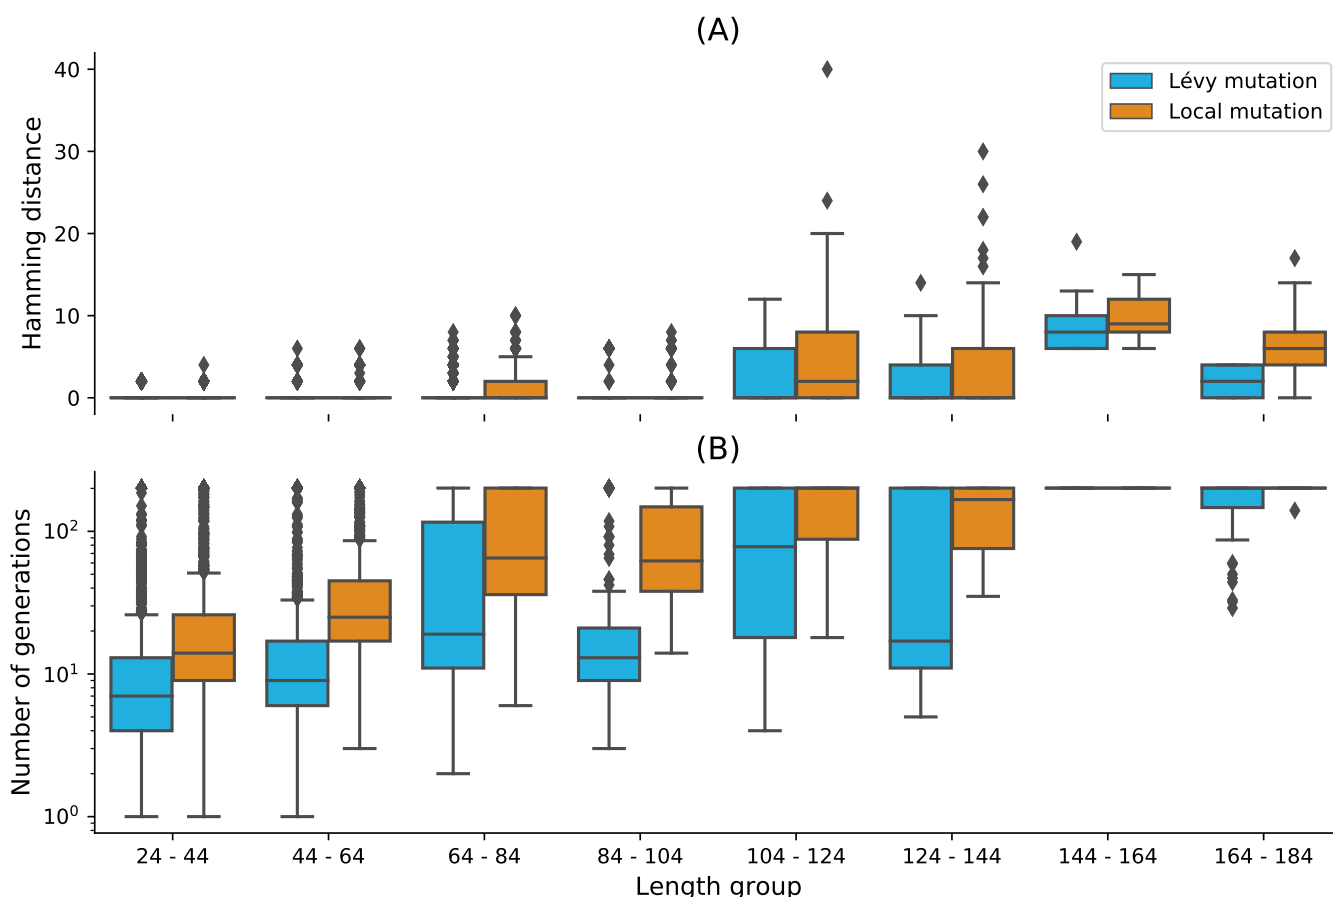 (A)
40
30
20
10
0
Hamming distance
Lévy mutation
Local mutation
(B)
10²
10¹
10⁰
Number of generations
24 - 44 44 - 64 64 - 84 84 - 104 104 - 124 124 - 144 144 - 164 164 - 184
Length group